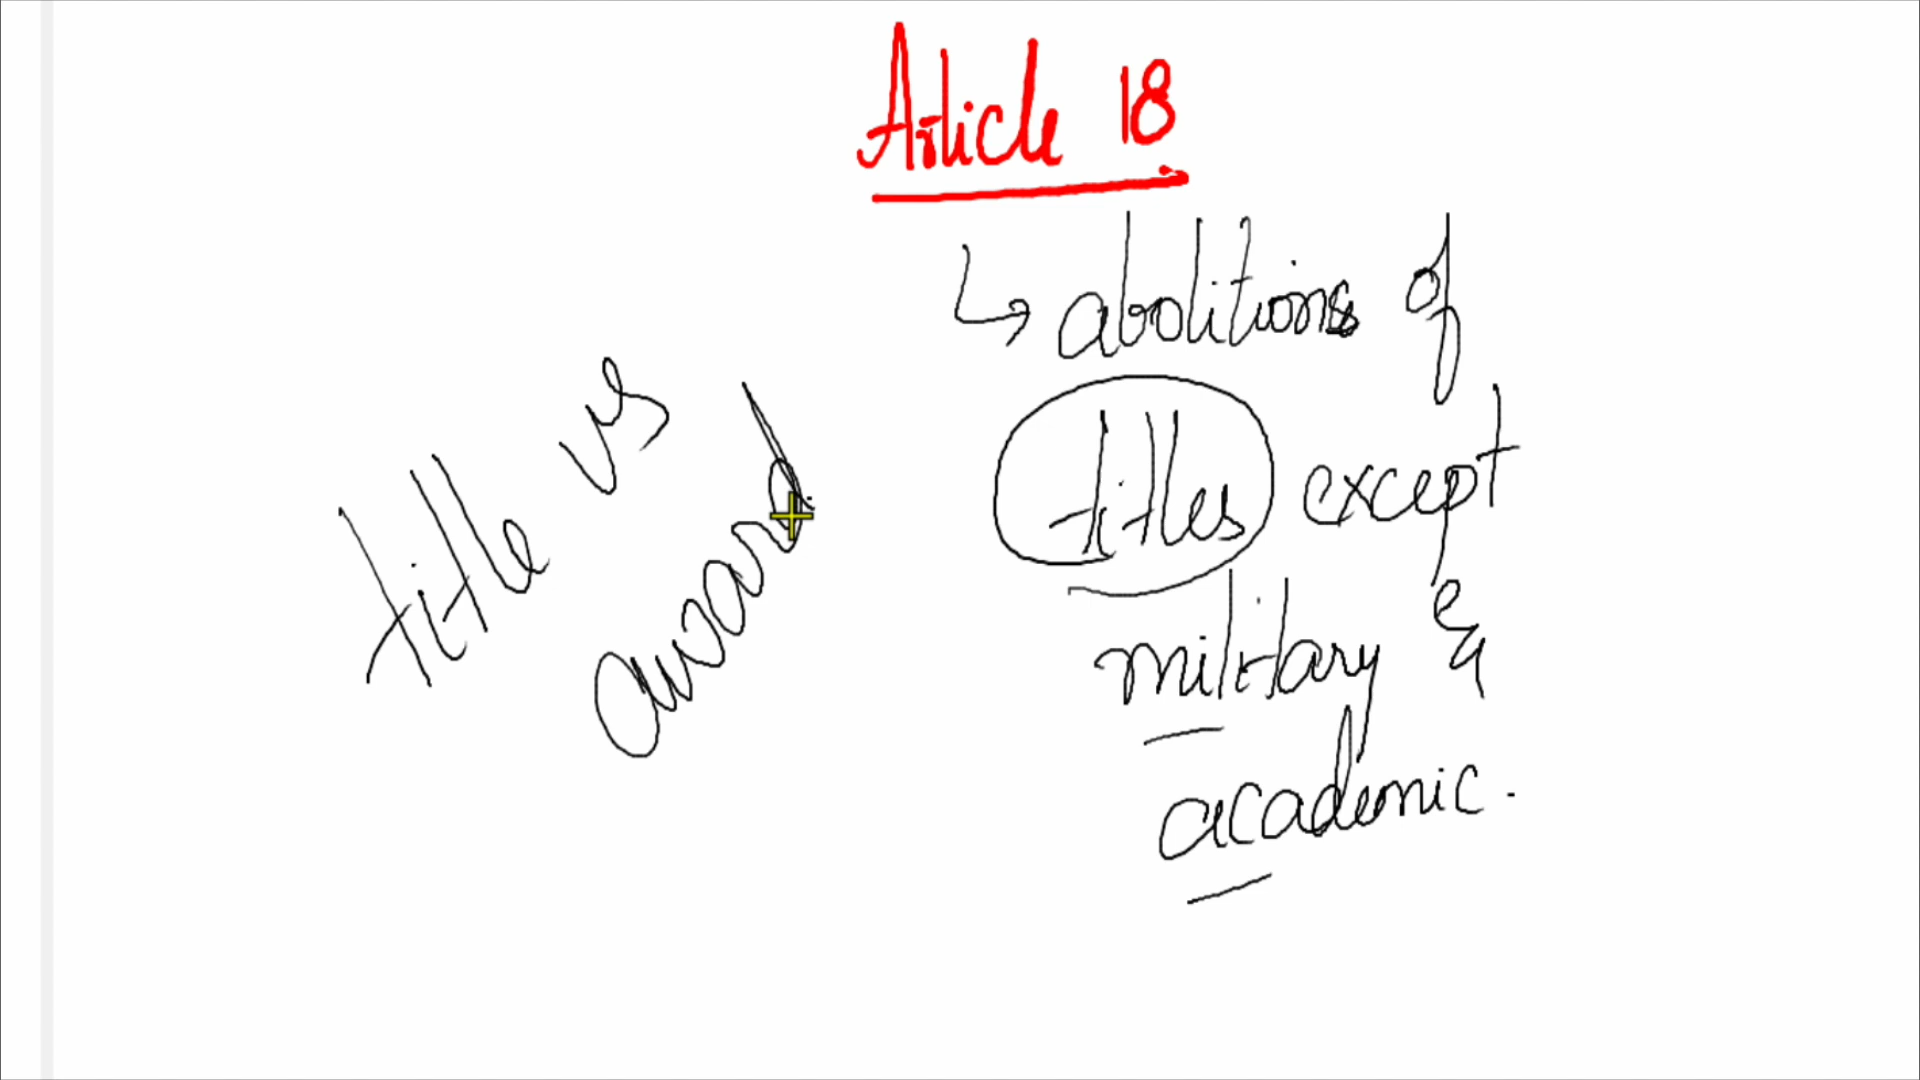 Article 18
↳ abolitions of
titles except
military &
academic.
title vs
award